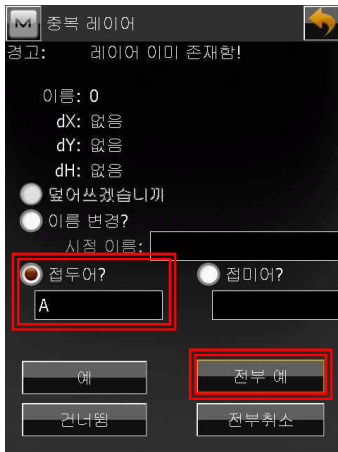 M 중복 레이어
경고: 레이어 이미 존재함!
이름: 0
dX: 없음
dY: 없음
dH: 없음
덮어쓰겠습니까
이름 변경?
시정 이름:
접두어? 접미어?
A
예 전부 예
건너뜀 전부취소